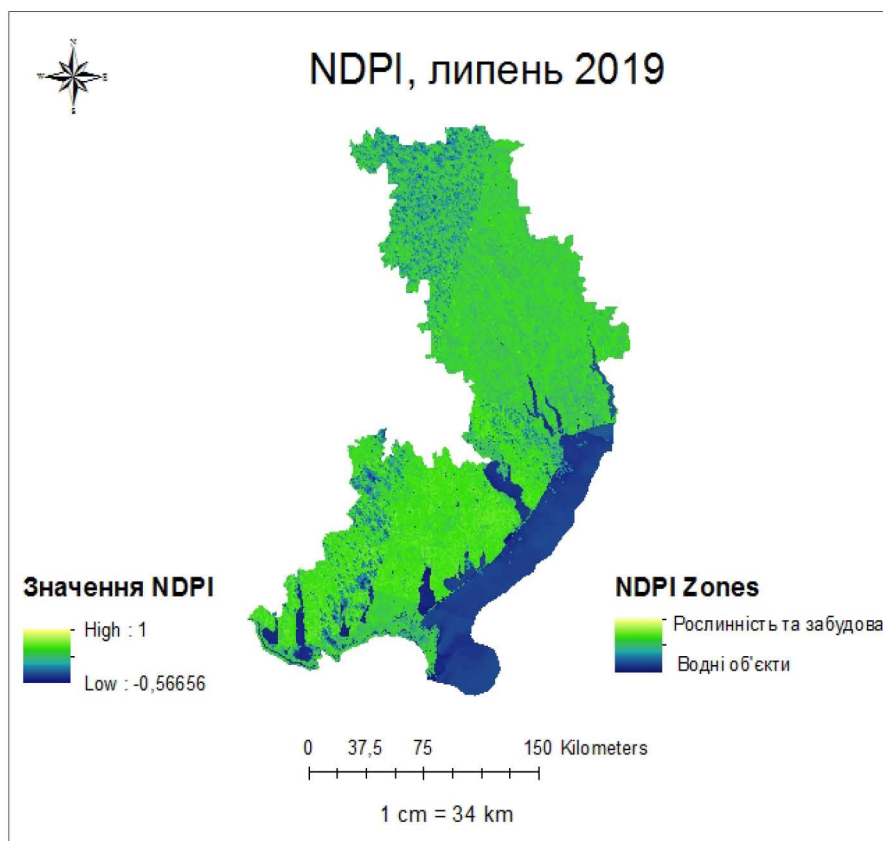 N
W
E
S
NDPI, липень 2019
Значення NDPI
High : 1
Low : -0,56656
NDPI Zones
Рослинність та забудова
Водні об'єкти
0 37,5 75 150 Kilometers
1 cm = 34 km